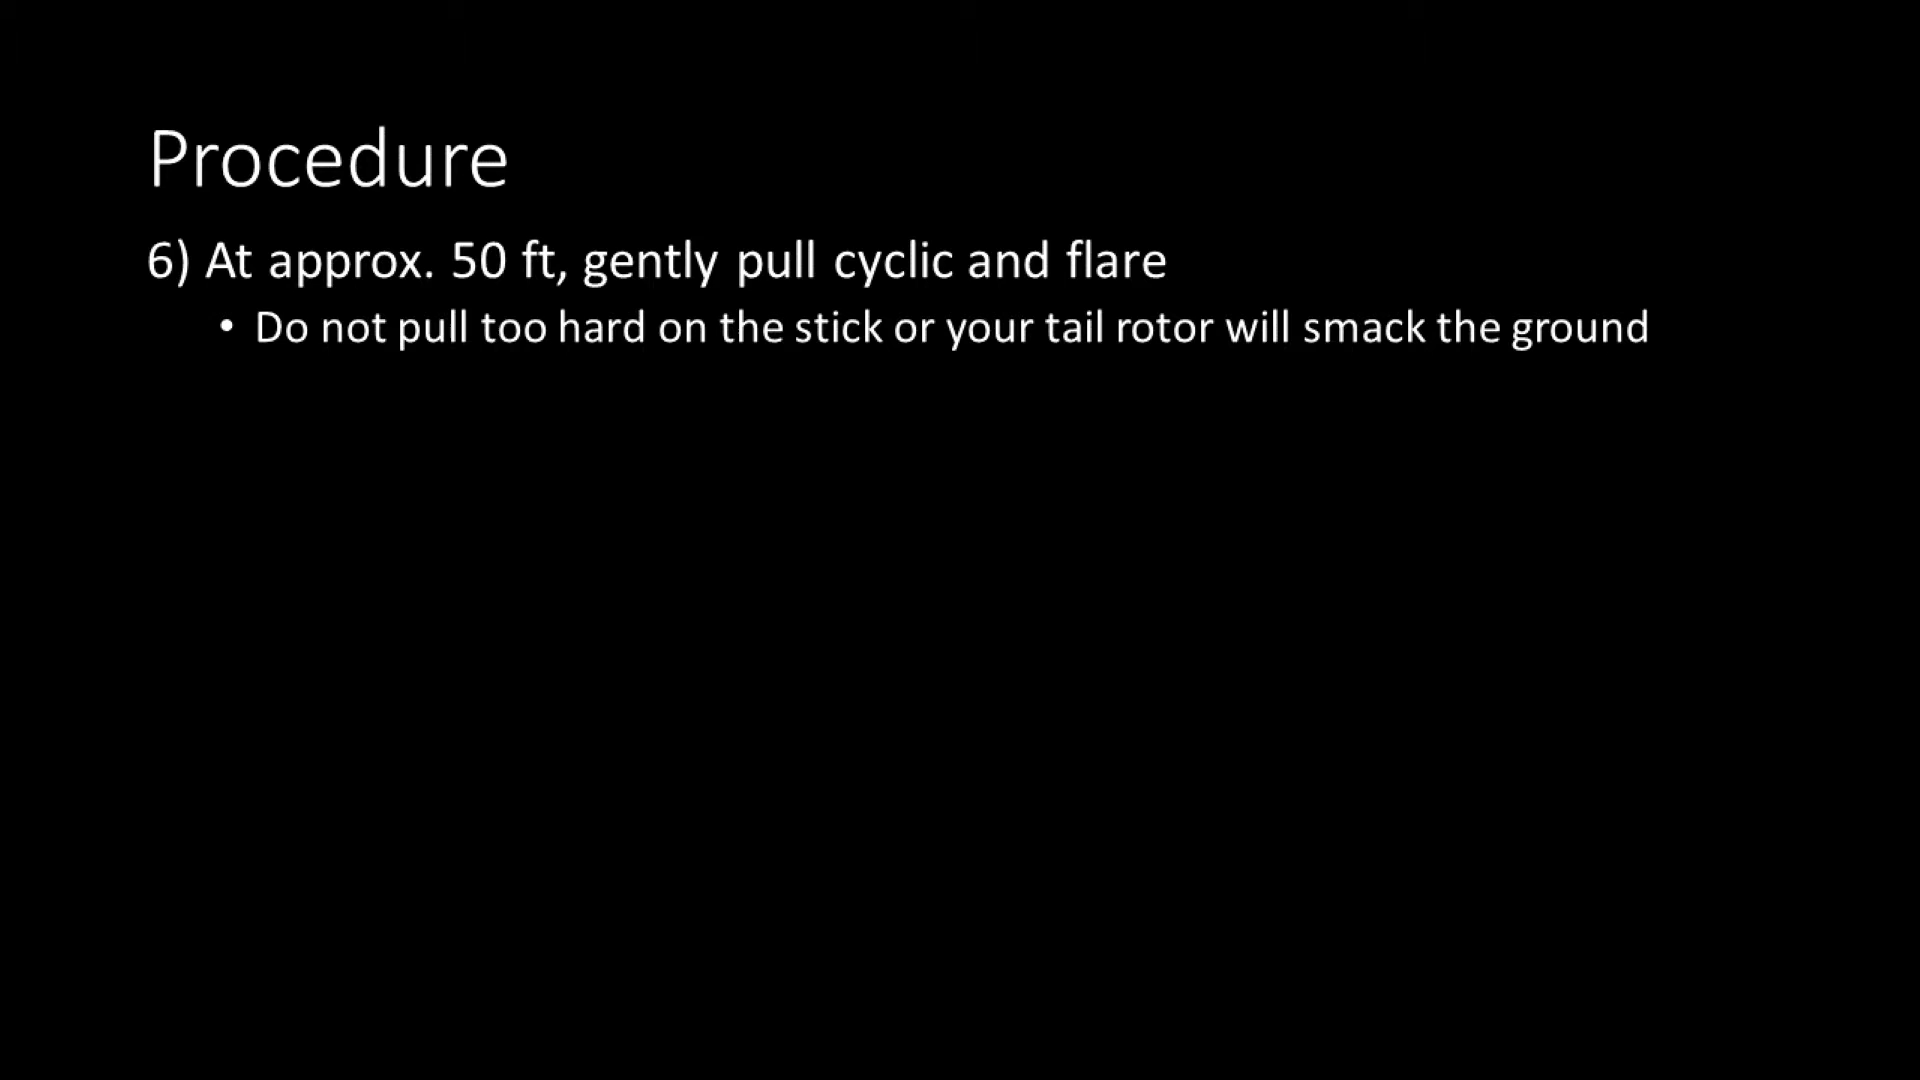 Procedure
6) At approx. 50 ft, gently pull cyclic and flare
• Do not pull too hard on the stick or your tail rotor will smack the ground